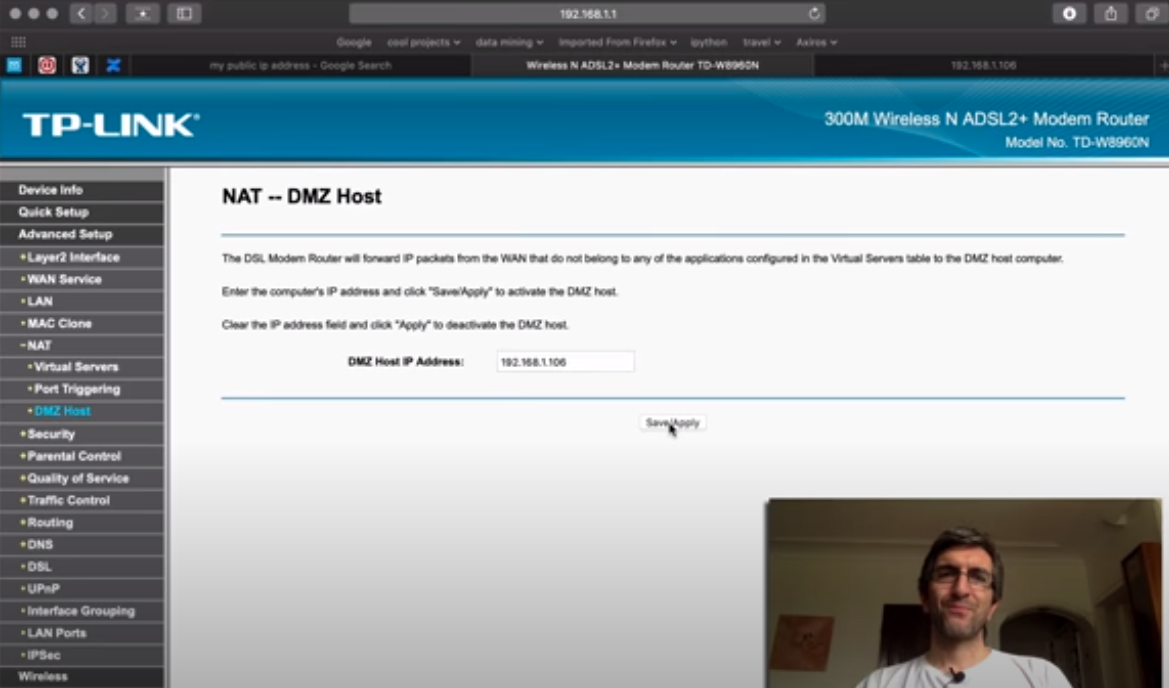 192.168.1.1
Google cool projects data mining Imported From Firefox ipython travel Axiros
my public ip address - Google Search Wireless N ADSL2+ Modem Router TD-W8960N 192.168.1.106
TP-LINK®
300M Wireless N ADSL2+ Modem Router
Model No. TD-W8960N
Device Info
Quick Setup
Advanced Setup
+Layer2 Interface
•WAN Service
•LAN
•MAC Clone
-NAT
•Virtual Servers
•Port Triggering
•DMZ Host
+Security
+Parental Control
+Quality of Service
+Traffic Control
+Routing
+DNS
•DSL
•UPnP
•Interface Grouping
•LAN Ports
•IPSec
Wireless
NAT -- DMZ Host
The DSL Modem Router will forward IP packets from the WAN that do not belong to any of the applications configured in the Virtual Servers table to the DMZ host computer.
Enter the computer's IP address and click "Save/Apply" to activate the DMZ host.
Clear the IP address field and click "Apply" to deactivate the DMZ host.
DMZ Host IP Address: 192.168.1.106
Save/Apply